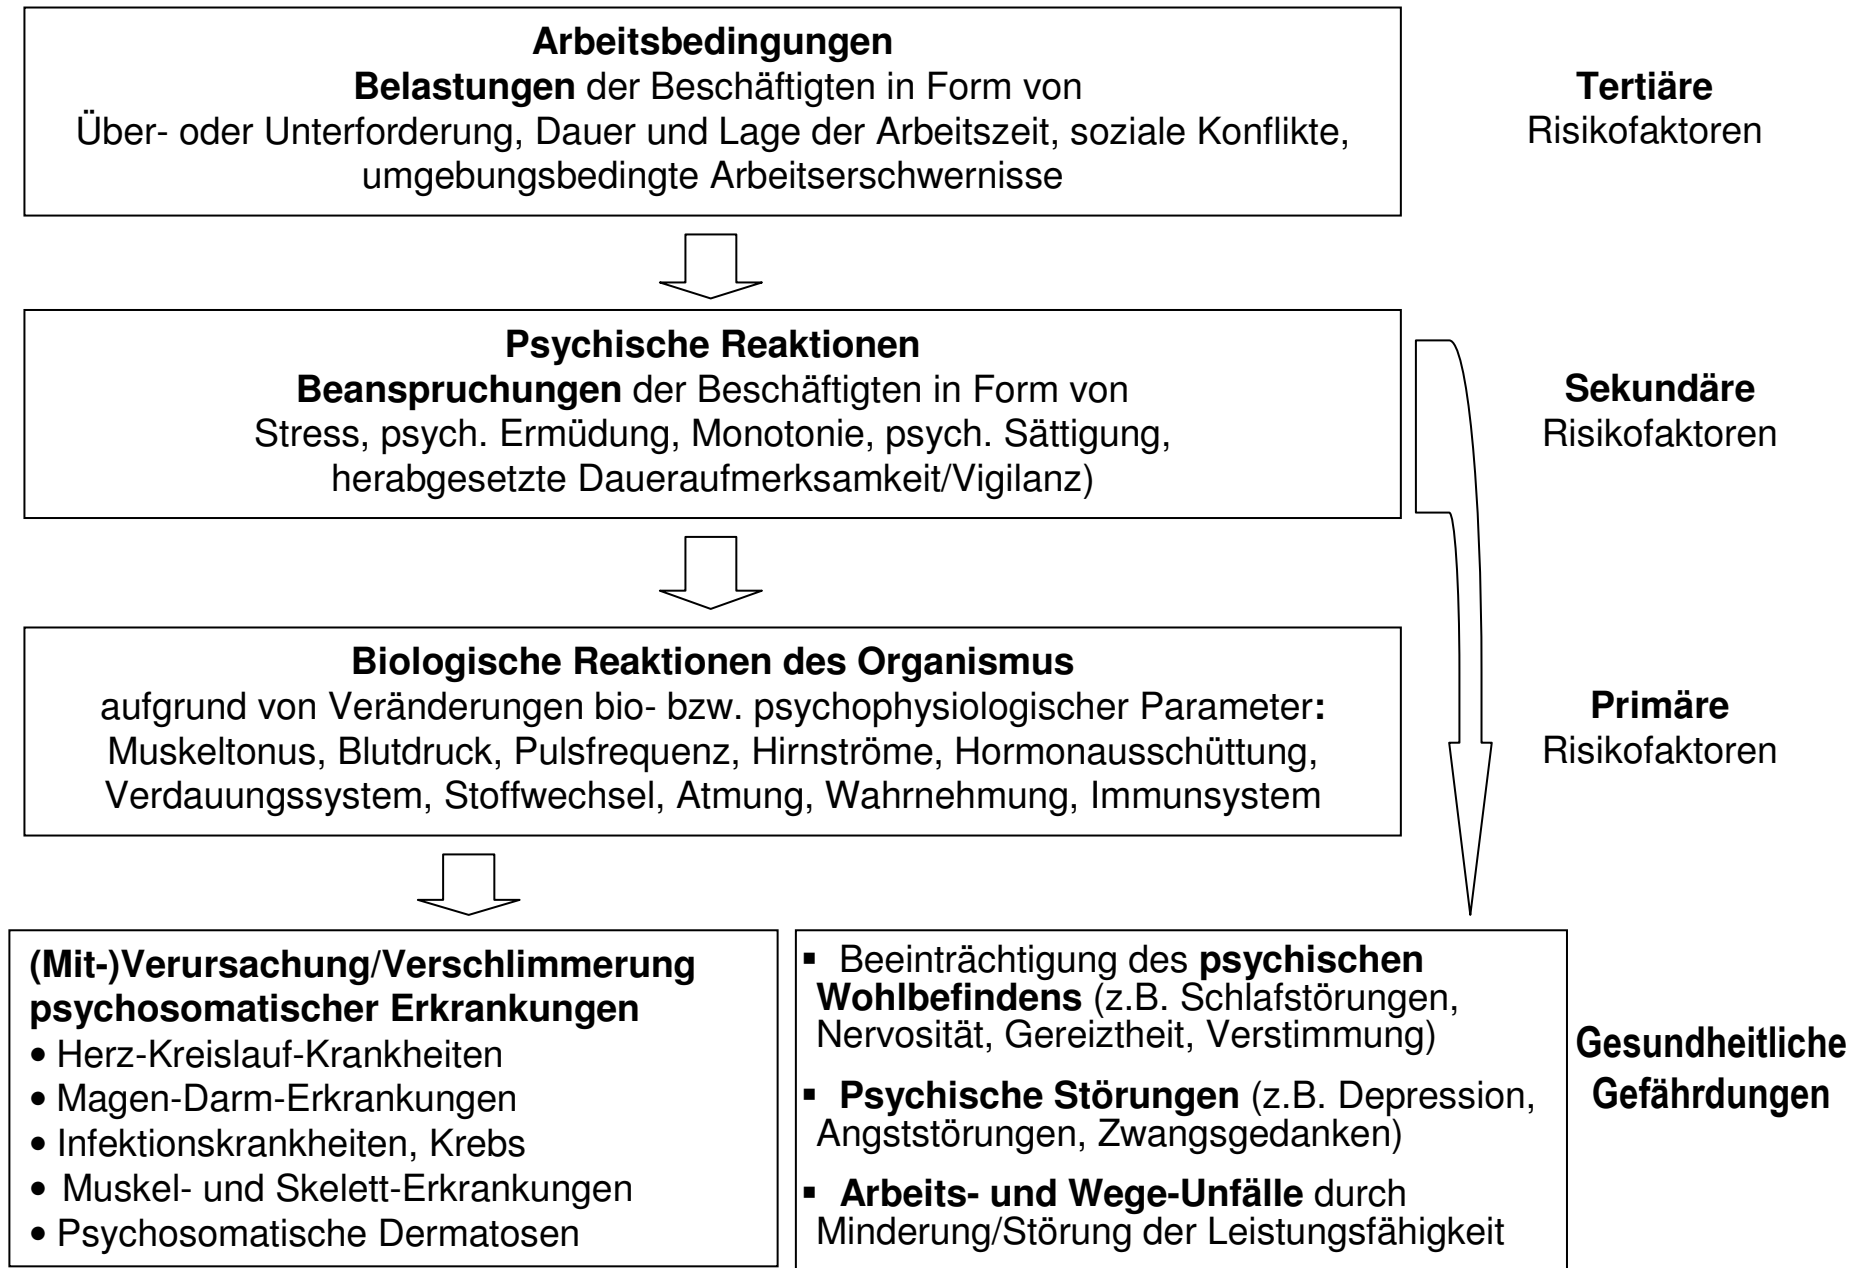 Arbeitsbedingungen
Belastungen der Beschäftigten in Form von
Über- oder Unterforderung, Dauer und Lage der Arbeitszeit, soziale Konflikte,
umgebungsbedingte Arbeitserschwernisse
Tertiäre
Risikofaktoren
Psychische Reaktionen
Beanspruchungen der Beschäftigten in Form von
Stress, psych. Ermüdung, Monotonie, psych. Sättigung,
herabgesetzte Daueraufmerksamkeit/Vigilanz)
Sekundäre
Risikofaktoren
Biologische Reaktionen des Organismus
aufgrund von Veränderungen bio- bzw. psychophysiologischer Parameter:
Muskeltonus, Blutdruck, Pulsfrequenz, Hirnströme, Hormonausschüttung,
Verdauungssystem, Stoffwechsel, Atmung, Wahrnehmung, Immunsystem
Primäre
Risikofaktoren
(Mit-)Verursachung/Verschlimmerung
psychosomatischer Erkrankungen
• Herz-Kreislauf-Krankheiten
• Magen-Darm-Erkrankungen
• Infektionskrankheiten, Krebs
• Muskel- und Skelett-Erkrankungen
• Psychosomatische Dermatosen
▪ Beeinträchtigung des psychischen
Wohlbefindens (z.B. Schlafstörungen,
Nervosität, Gereiztheit, Verstimmung)
▪ Psychische Störungen (z.B. Depression,
Angststörungen, Zwangsgedanken)
▪ Arbeits- und Wege-Unfälle durch
Minderung/Störung der Leistungsfähigkeit
Gesundheitliche
Gefährdungen